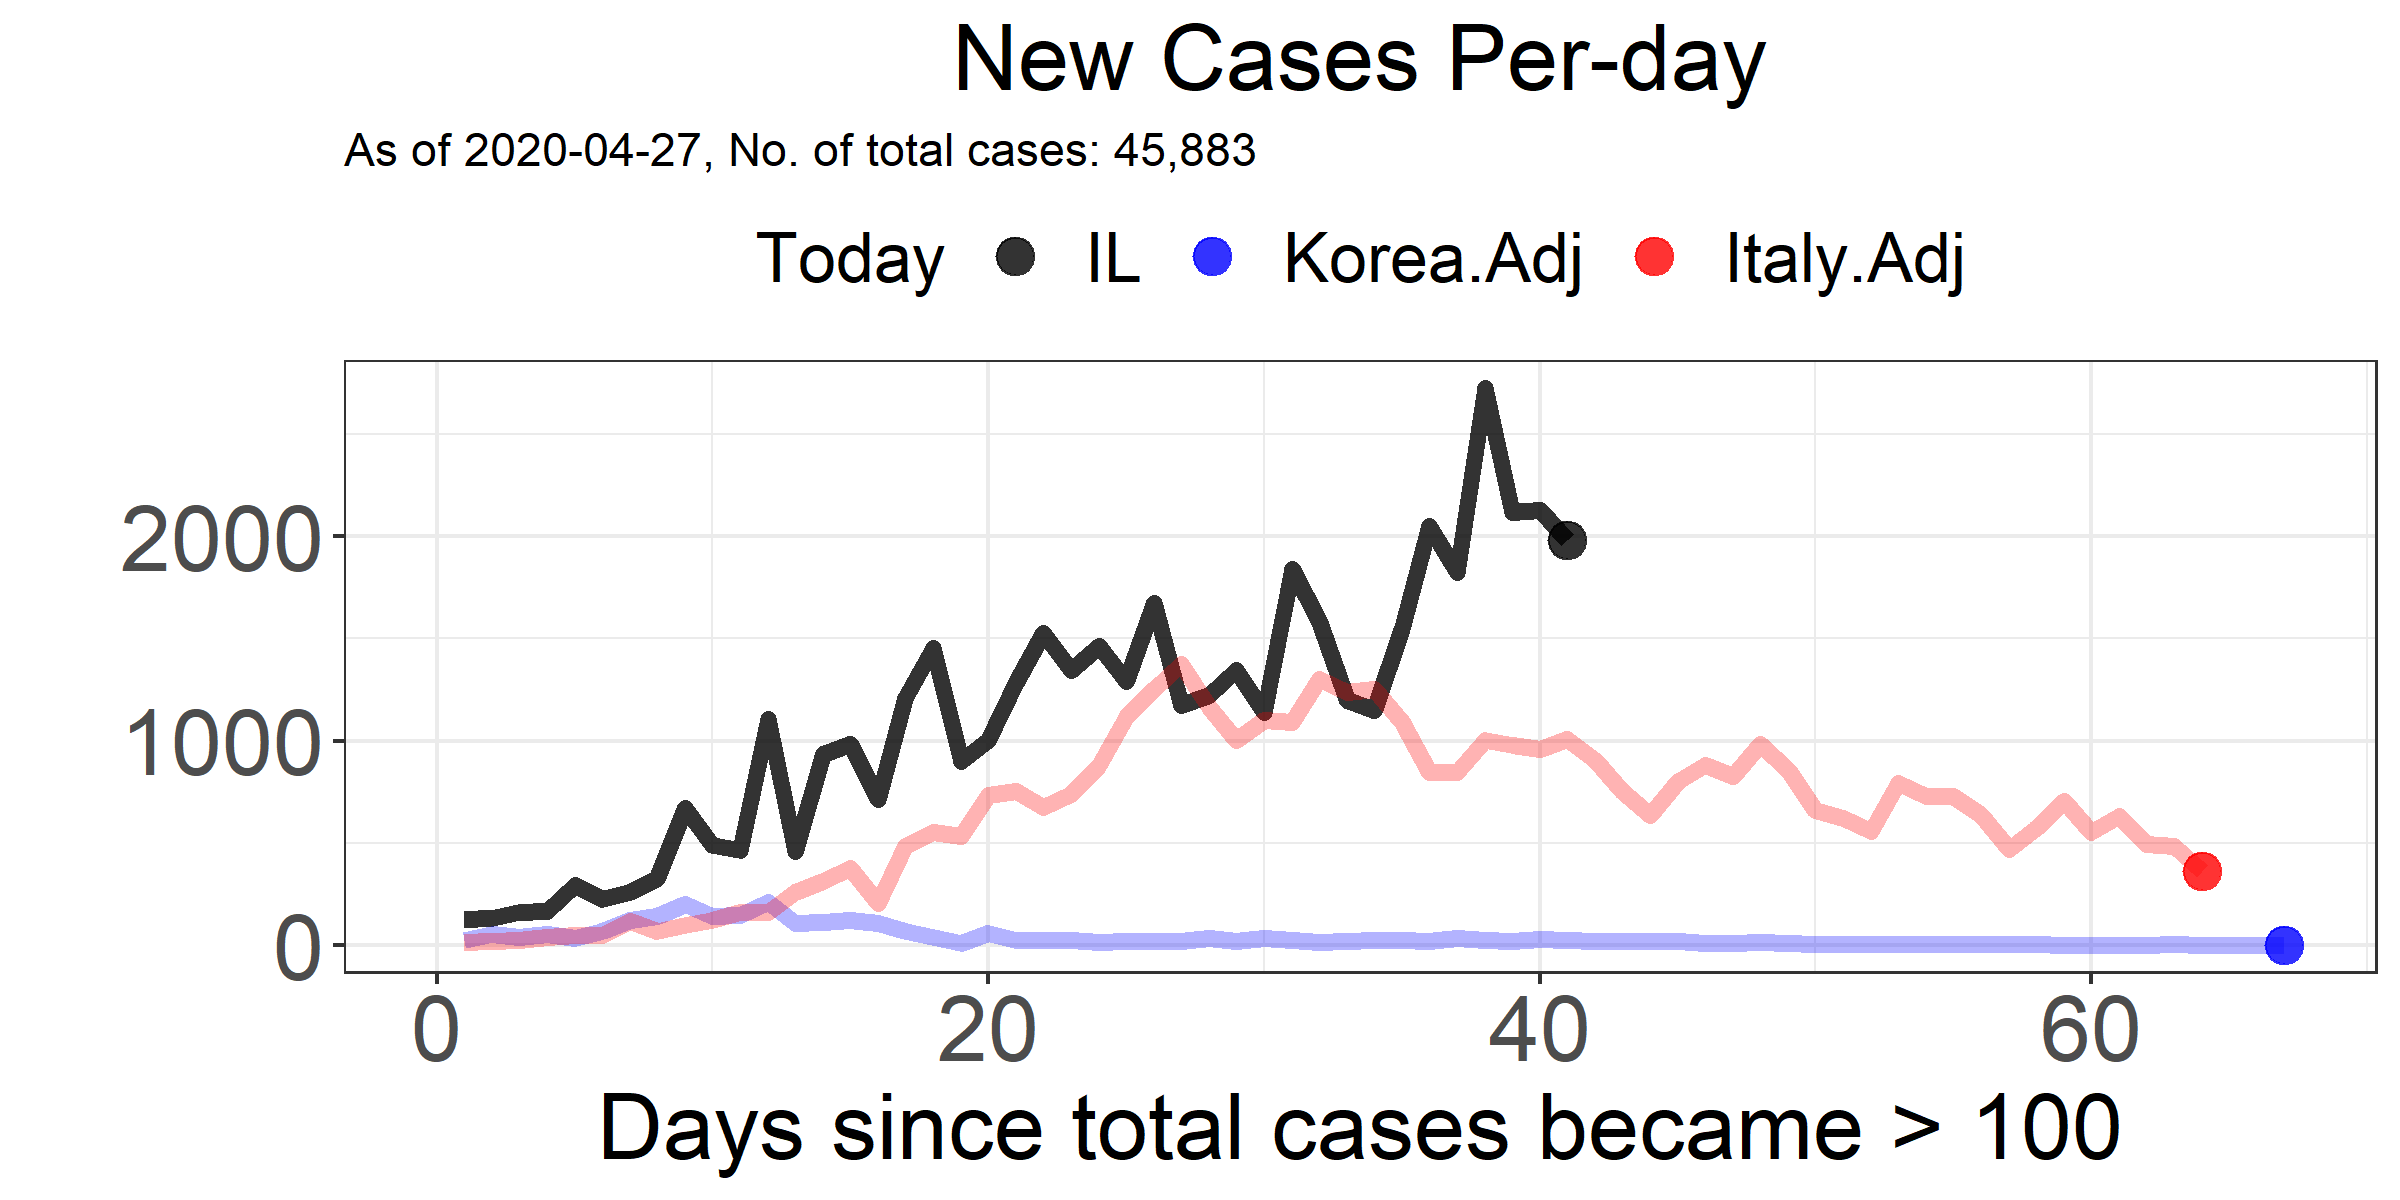 New Cases Per-day
As of 2020-04-27, No. of total cases: 45,883
Today IL Korea.Adj Italy.Adj
2000
1000
0
0 20 40 60
Days since total cases became > 100